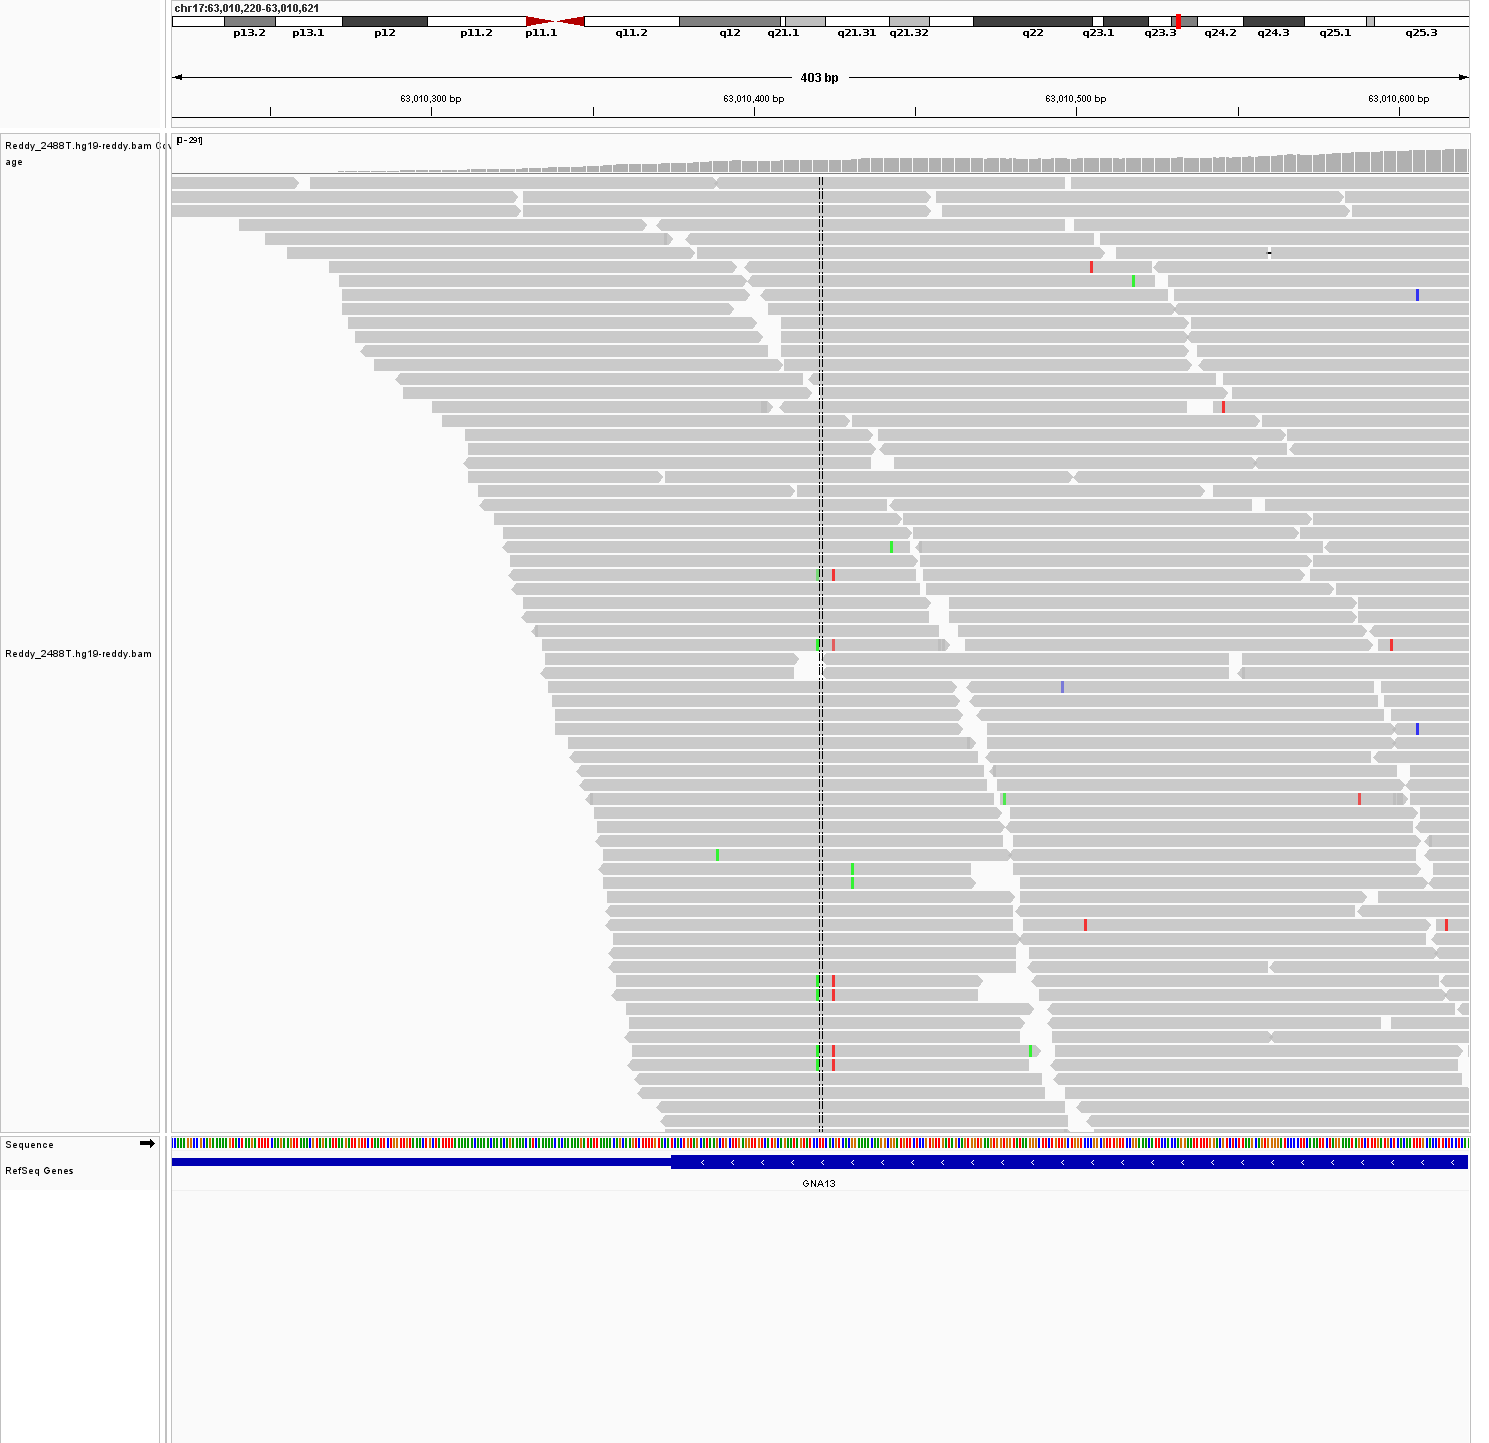 chr17:63,010,220-63,010,621
p13.2 p13.1 p12 p11.2 p11.1 q11.2 q12 q21.1 q21.31 q21.32 q22 q23.1 q23.3 q24.2 q24.3 q25.1 q25.3
403 bp
63,010,300 bp 63,010,400 bp 63,010,500 bp 63,010,600 bp
[0-291]
Reddy_2488T.hg19-reddy.bam Cov
age
Reddy_2488T.hg19-reddy.bam
Sequence
RefSeq Genes
GNA13